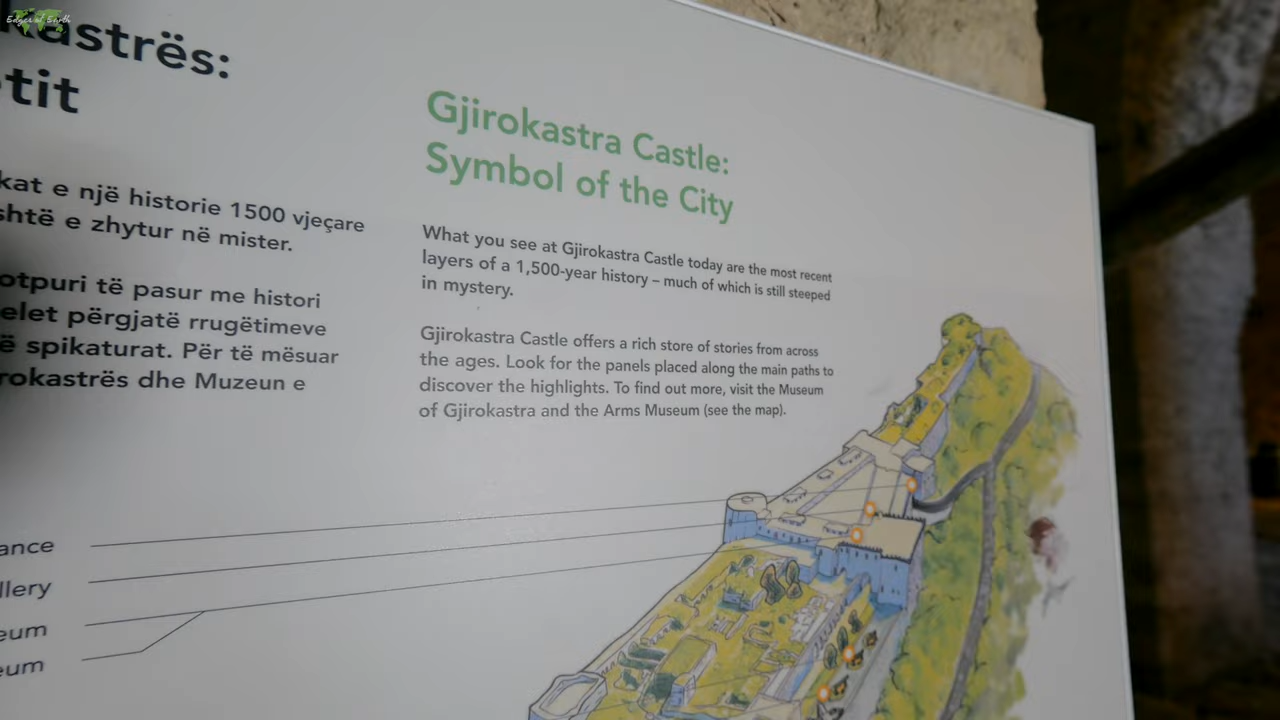 Edges of Earth
kastrës:
tit
kat e një historie 1500 vjeçare
shtë e zhytur në mister.
otpuri të pasur me histori
elet përgjatë rrugëtimeve
ë spikaturat. Për të mësuar
rokastrës dhe Muzeun e
Gjirokastra Castle:
Symbol of the City
What you see at Gjirokastra Castle today are the most recent
layers of a 1,500-year history – much of which is still steeped
in mystery.
Gjirokastra Castle offers a rich store of stories from across
the ages. Look for the panels placed along the main paths to
discover the highlights. To find out more, visit the Museum
of Gjirokastra and the Arms Museum (see the map).
ance
llery
eum
eum